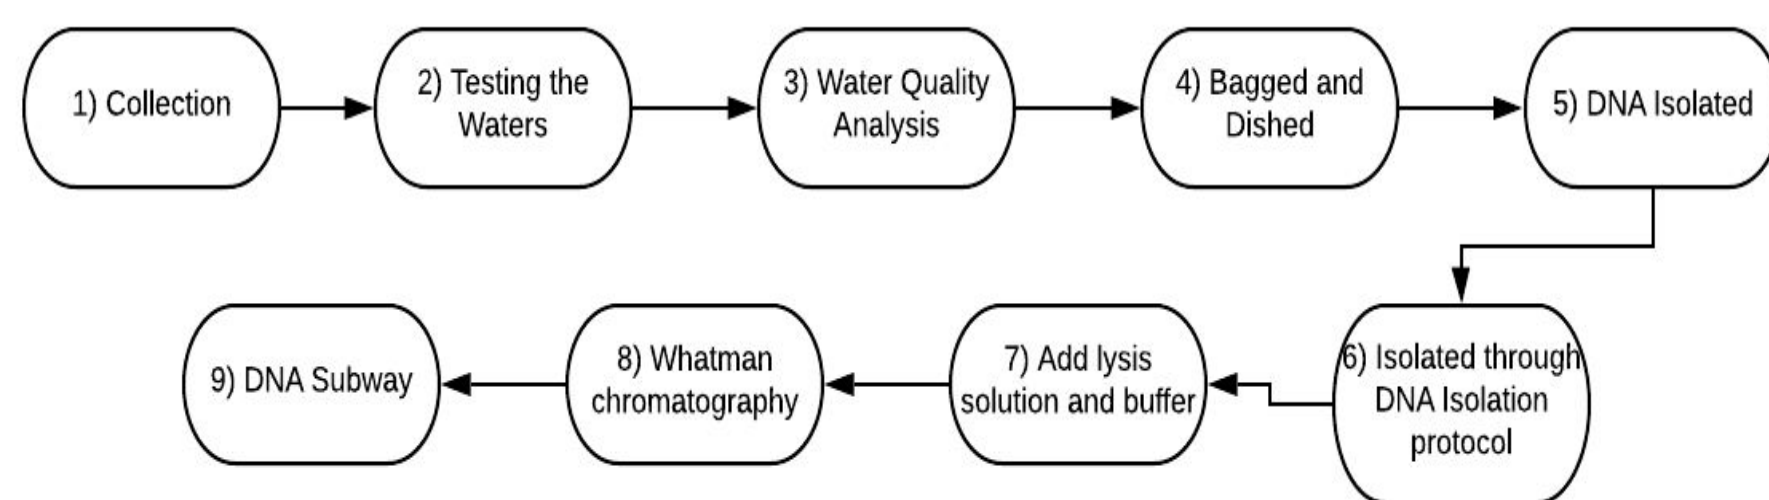 1) Collection
2) Testing the
Waters
3) Water Quality
Analysis
4) Bagged and
Dished
5) DNA Isolated
6) Isolated through
DNA Isolation
protocol
7) Add lysis
solution and buffer
8) Whatman
chromatography
9) DNA Subway